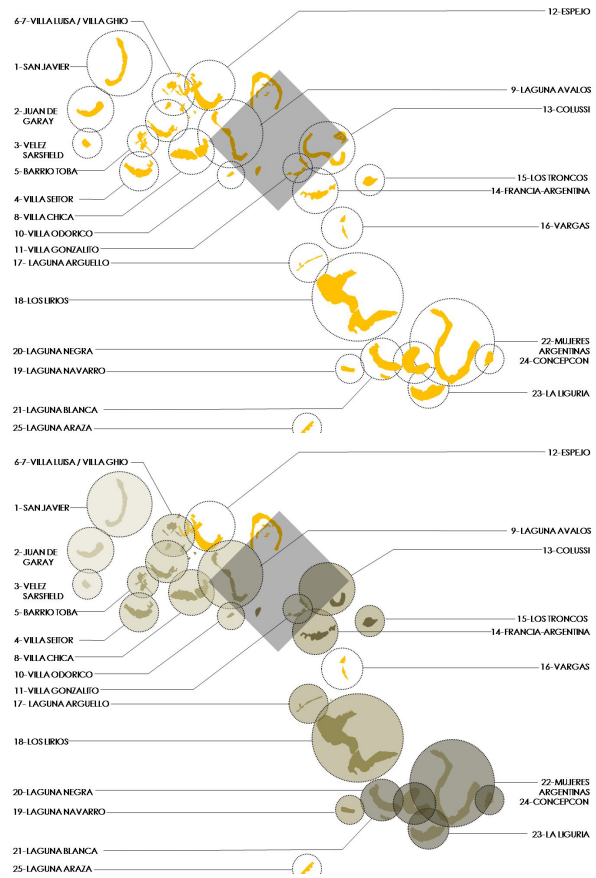 12-ESPEJO
6-7-VILLA LUISA / VILLA GHIO
1-SAN JAVIER
9-LAGUNA AVALOS
2-JUAN DE
GARAY
13-COLUSSI
3-VELEZ
SARSFIELD
5-BARRIO TOBA
15-LOS TRONCOS
14-FRANCIA-ARGENTINA
4-VILLA SEITOR
8-VILLA CHICA
16-VARGAS
10-VILLA ODORICO
11-VILLA GONZALITO
17- LAGUNA ARGUELLO
18-LOS LIRIOS
22-MUJERES
ARGENTINAS
20-LAGUNA NEGRA
24-CONCEPCON
19-LAGUNA NAVARRO
23-LA LIGURIA
21-LAGUNA BLANCA
25-LAGUNA ARAZA
12-ESPEJO
6-7-VILLA LUISA / VILLA GHIO
1-SAN JAVIER
9-LAGUNA AVALOS
2-JUAN DE
GARAY
13-COLUSSI
3-VELEZ
SARSFIELD
5-BARRIO TOBA
15-LOS TRONCOS
14-FRANCIA-ARGENTINA
4-VILLA SEITOR
8-VILLA CHICA
16-VARGAS
10-VILLA ODORICO
11-VILLA GONZALITO
17- LAGUNA ARGUELLO
18-LOS LIRIOS
22-MUJERES
ARGENTINAS
20-LAGUNA NEGRA
24-CONCEPCON
19-LAGUNA NAVARRO
23-LA LIGURIA
21-LAGUNA BLANCA
25-LAGUNA ARAZA